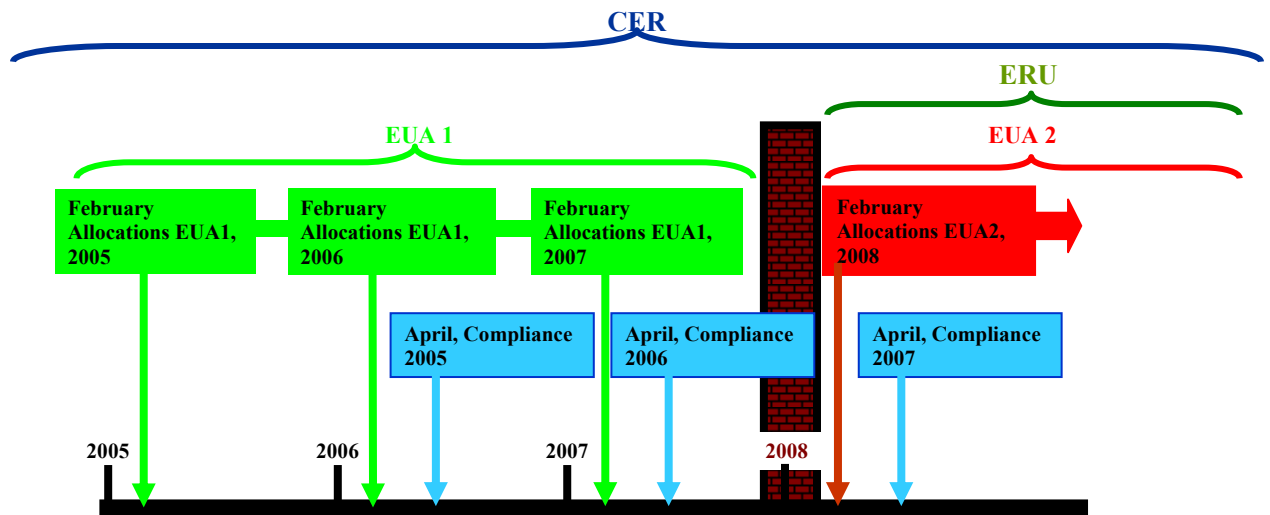 CER
ERU
EUA 1
EUA 2
February
Allocations EUA1,
2005
February
Allocations EUA1,
2006
February
Allocations EUA1,
2007
February
Allocations EUA2,
2008
April, Compliance
2005
April, Compliance
2006
April, Compliance
2007
2005
2006
2007
2008